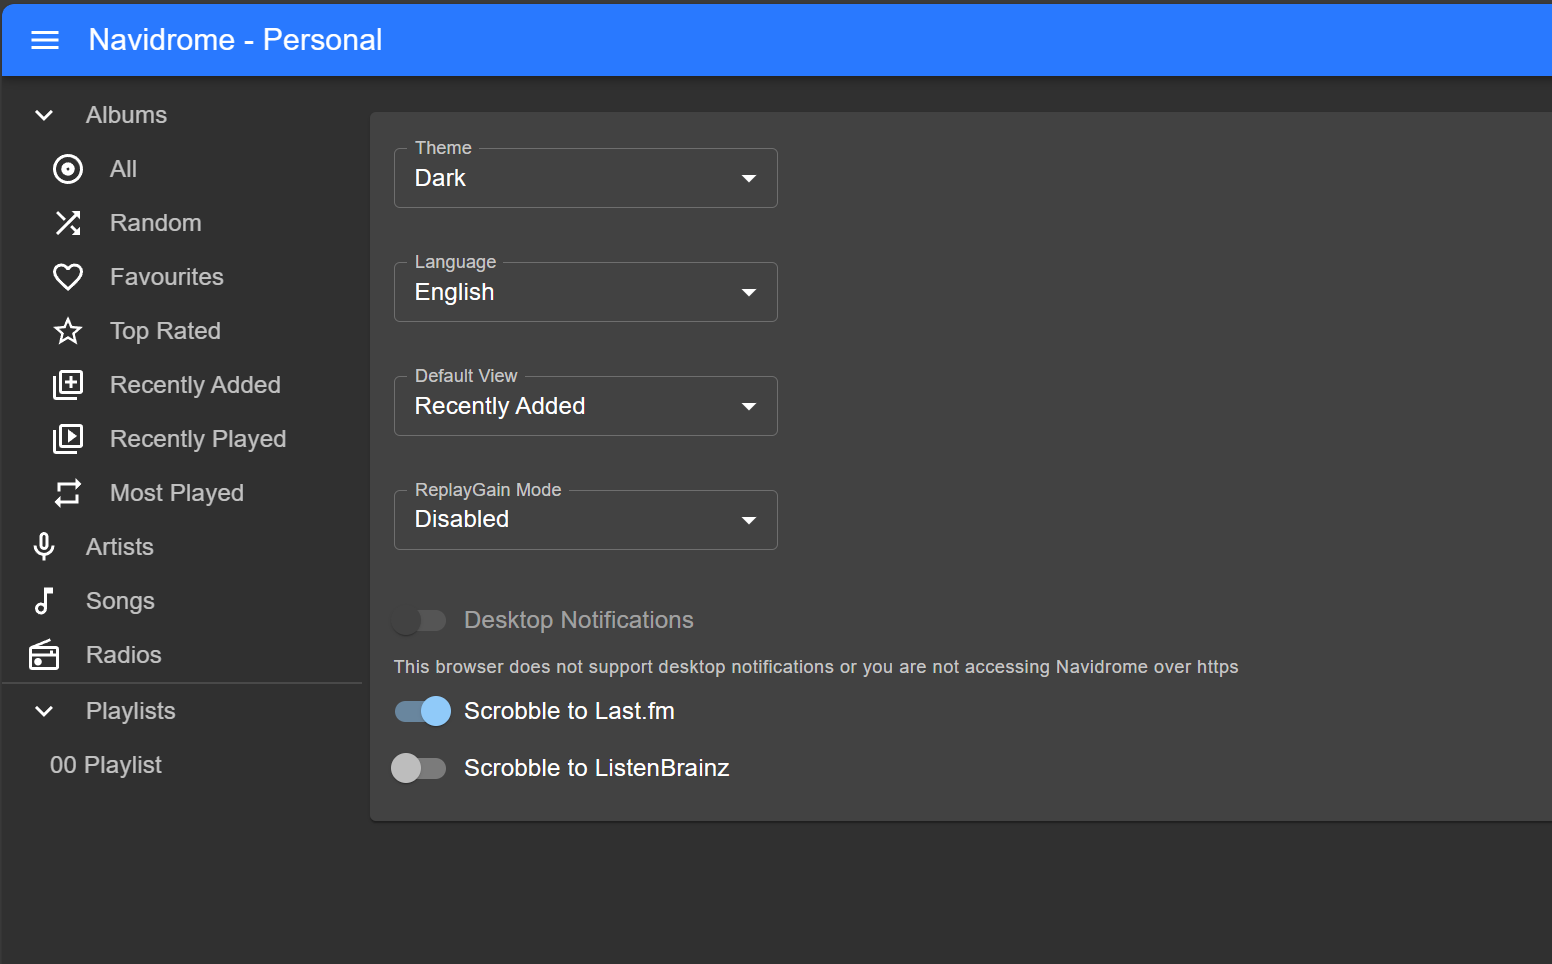 Navidrome - Personal
Albums
All
Random
Favourites
Top Rated
Recently Added
Recently Played
Most Played
Artists
Songs
Radios
Playlists
00 Playlist
Theme
Dark
Language
English
Default View
Recently Added
ReplayGain Mode
Disabled
Desktop Notifications
This browser does not support desktop notifications or you are not accessing Navidrome over https
Scrobble to Last.fm
Scrobble to ListenBrainz